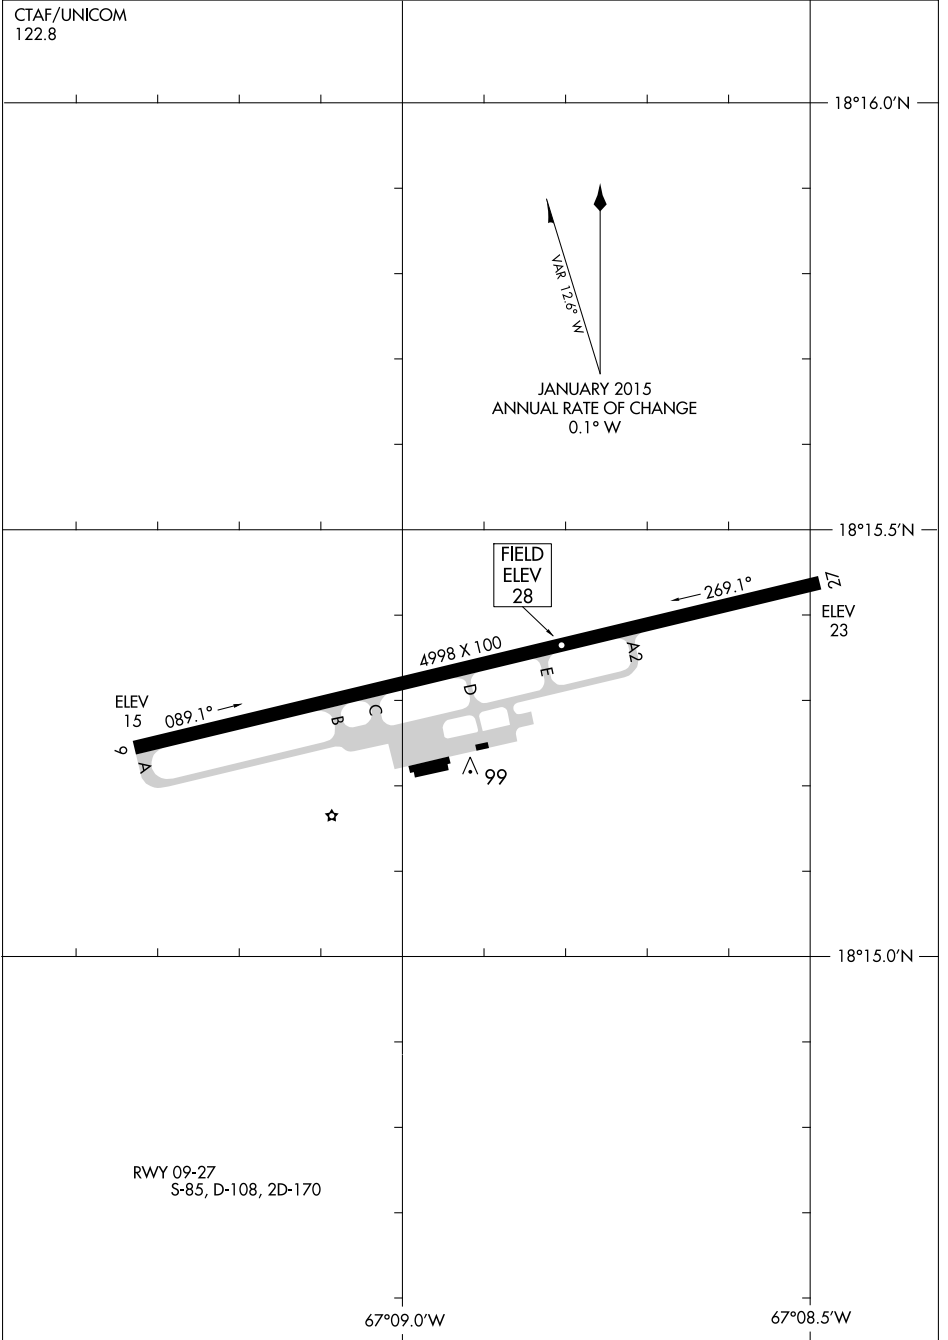 CTAF/UNICOM
122.8
18°16.0'N
VAR 12.6° W
JANUARY 2015
ANNUAL RATE OF CHANGE
0.1° W
18°15.5'N
FIELD
ELEV
28
269.1°
27
ELEV
23
4998 X 100
A2
E
D
C
B
ELEV
15
089.1°
9
A
99
18°15.0'N
RWY 09-27
S-85, D-108, 2D-170
67°09.0'W
67°08.5'W